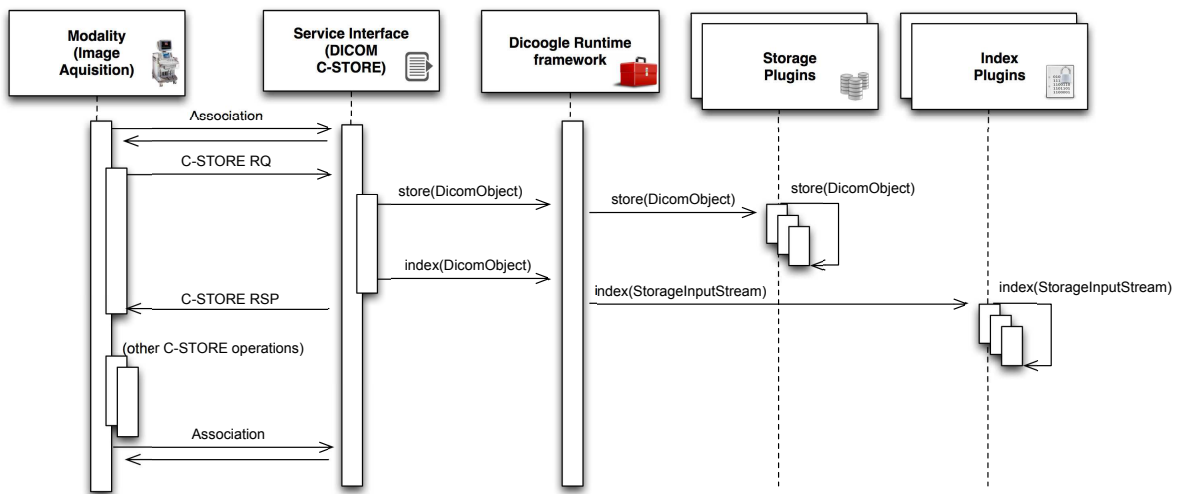 Modality
(Image
Aquisition)
Service Interface
(DICOM
C-STORE)
Dicoogle Runtime
framework
Storage
Plugins
Index
Plugins
Association
C-STORE RQ
store(DicomObject)
store(DicomObject)
store(DicomObject)
index(DicomObject)
C-STORE RSP
index(StorageInputStream)
index(StorageInputStream)
(other C-STORE operations)
Association